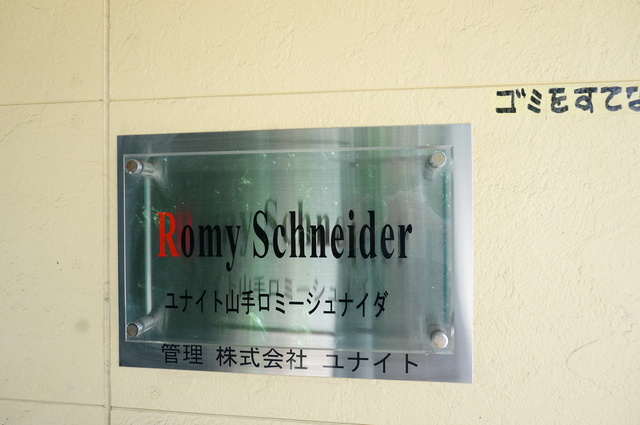 ゴミをすてな
Romy Schneider
ユナイト山手ロミーシュナイダ
管理 株式会社 ユナイト